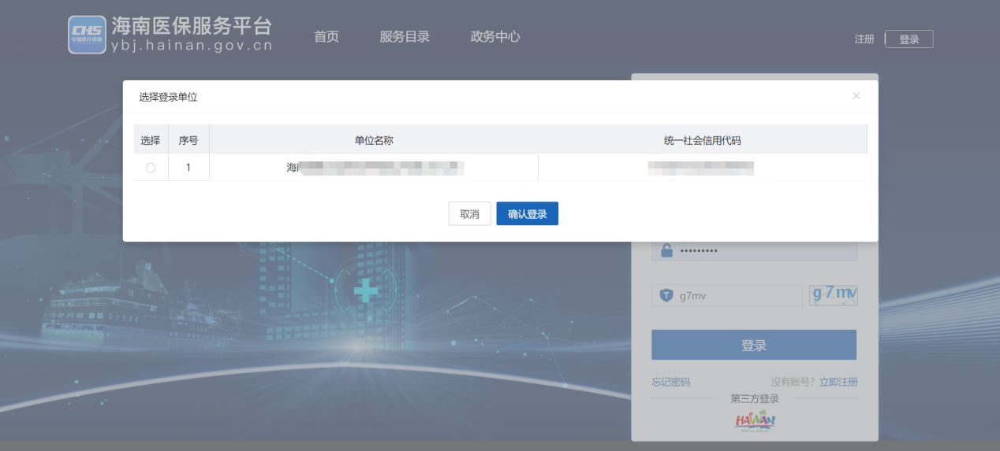 CHS
中国医疗保障
海南医保服务平台
ybj.hainan.gov.cn
首页
服务目录
政务中心
注册
登录
选择登录单位
选择 序号 单位名称 统一社会信用代码
1 海
取消 确认登录
g7mv g7mv
登录
忘记密码 没有账号? 立即注册
第三方登录
HAINAN